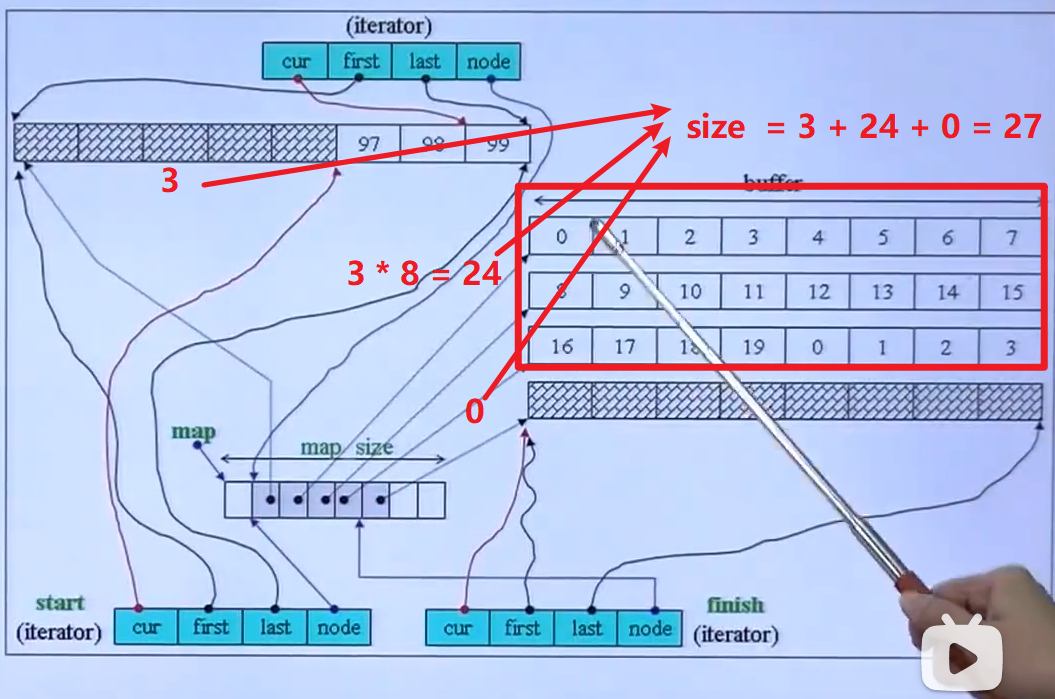 (iterator)
cur first last node
97 98 99
size = 3 + 24 + 0 = 27
3
buffer
0 1 2 3 4 5 6 7
3 * 8 = 24
8 9 10 11 12 13 14 15
16 17 18 19 0 1 2 3
0
map
map size
start
(iterator)
cur first last node
cur first last node
finish
(iterator)